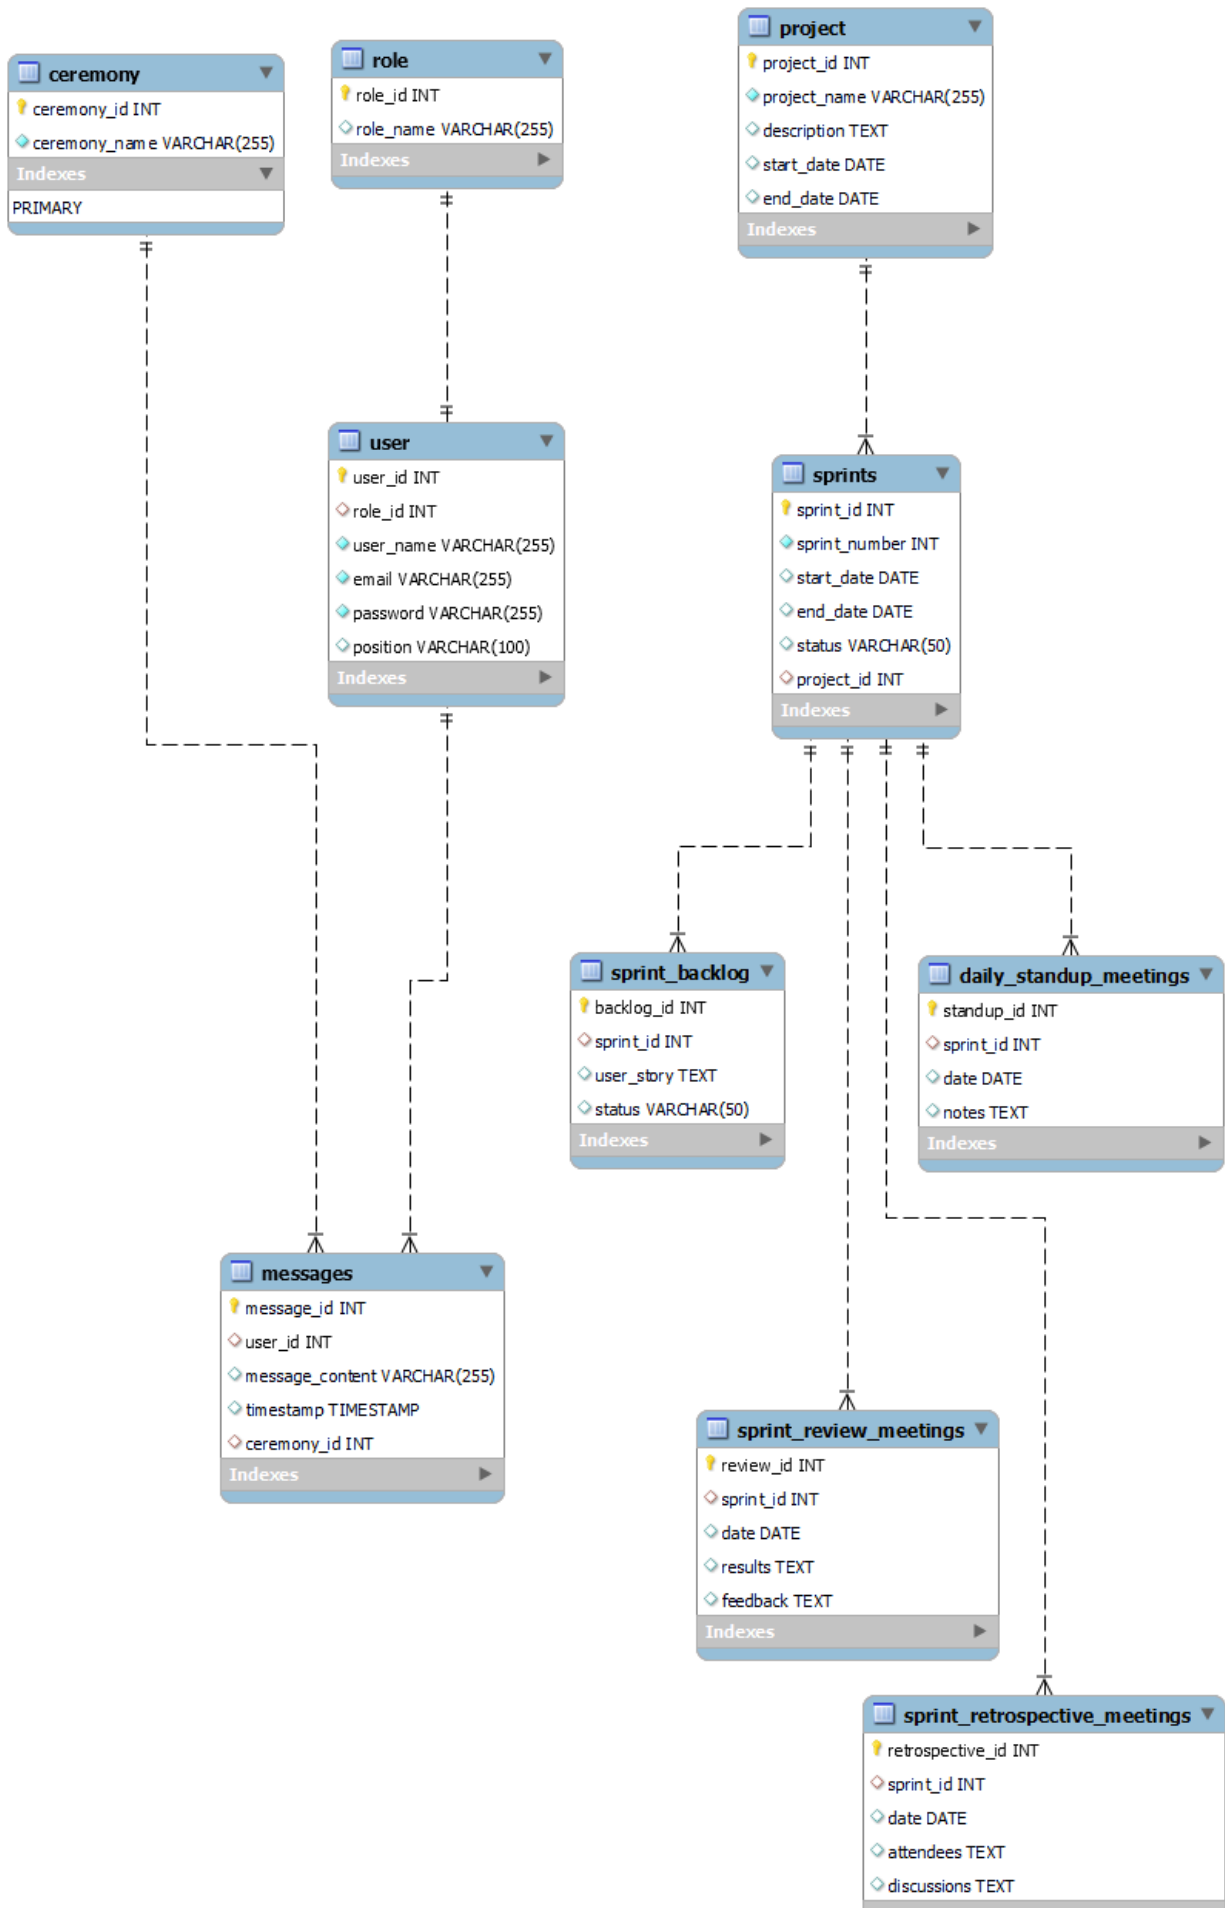 ceremony
ceremony_id INT
ceremony_name VARCHAR(255)
Indexes
PRIMARY
role
role_id INT
role_name VARCHAR(255)
Indexes
project
project_id INT
project_name VARCHAR(255)
description TEXT
start_date DATE
end_date DATE
Indexes
user
user_id INT
role_id INT
user_name VARCHAR(255)
email VARCHAR(255)
password VARCHAR(255)
position VARCHAR(100)
Indexes
sprints
sprint_id INT
sprint_number INT
start_date DATE
end_date DATE
status VARCHAR(50)
project_id INT
Indexes
sprint_backlog
backlog_id INT
sprint_id INT
user_story TEXT
status VARCHAR(50)
Indexes
daily_standup_meetings
standup_id INT
sprint_id INT
date DATE
notes TEXT
Indexes
messages
message_id INT
user_id INT
message_content VARCHAR(255)
timestamp TIMESTAMP
ceremony_id INT
Indexes
sprint_review_meetings
review_id INT
sprint_id INT
date DATE
results TEXT
feedback TEXT
Indexes
sprint_retrospective_meetings
retrospective_id INT
sprint_id INT
date DATE
attendees TEXT
discussions TEXT